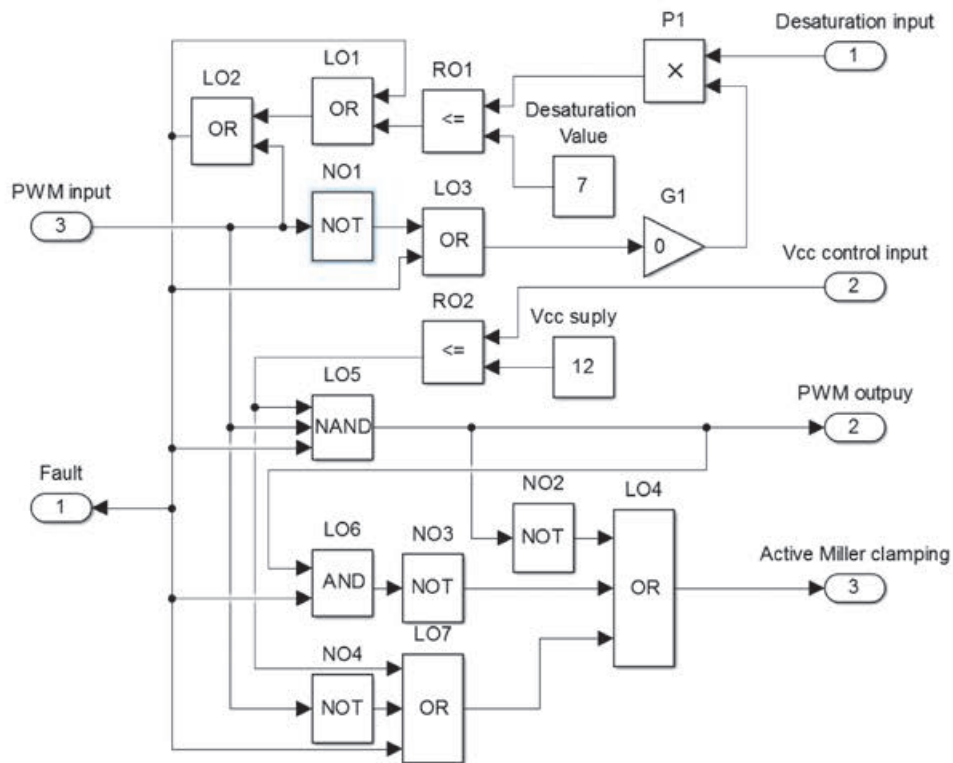 P1
Desaturation input
1
×
LO1
RO1
LO2
OR
<=
OR
Desaturation
Value
7
NO1
LO3
G1
PWM input
3
NOT
OR
0
Vcc control input
2
RO2
Vcc suply
<=
12
LO5
NAND
PWM outpuy
2
Fault
1
NO2
LO4
LO6
NO3
NOT
AND
NOT
OR
Active Miller clamping
3
LO7
NO4
NOT
OR